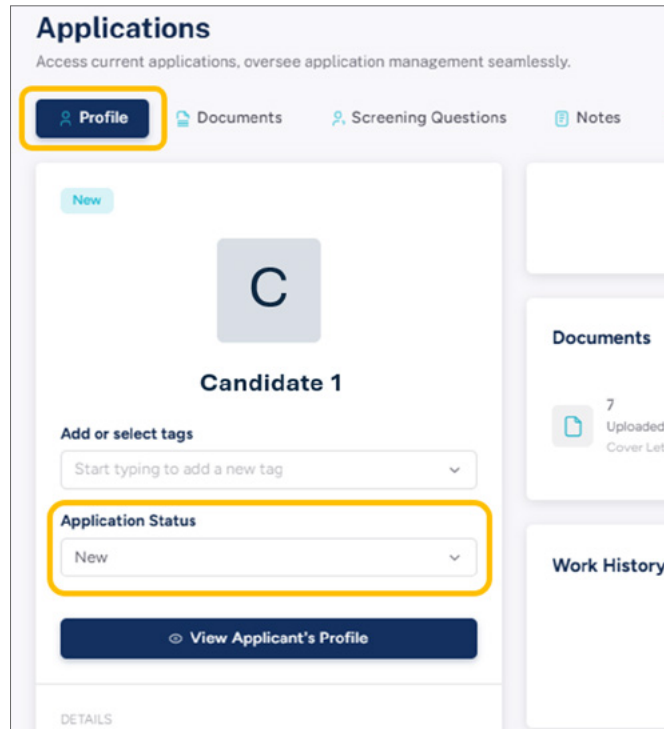 Applications
Access current applications, oversee application management seamlessly.
Profile
Documents
Screening Questions
Notes
New
C
Candidate 1
Add or select tags
Start typing to add a new tag
Application Status
New
View Applicant's Profile
DETAILS
Documents
7
Uploaded
Cover Let
Work History